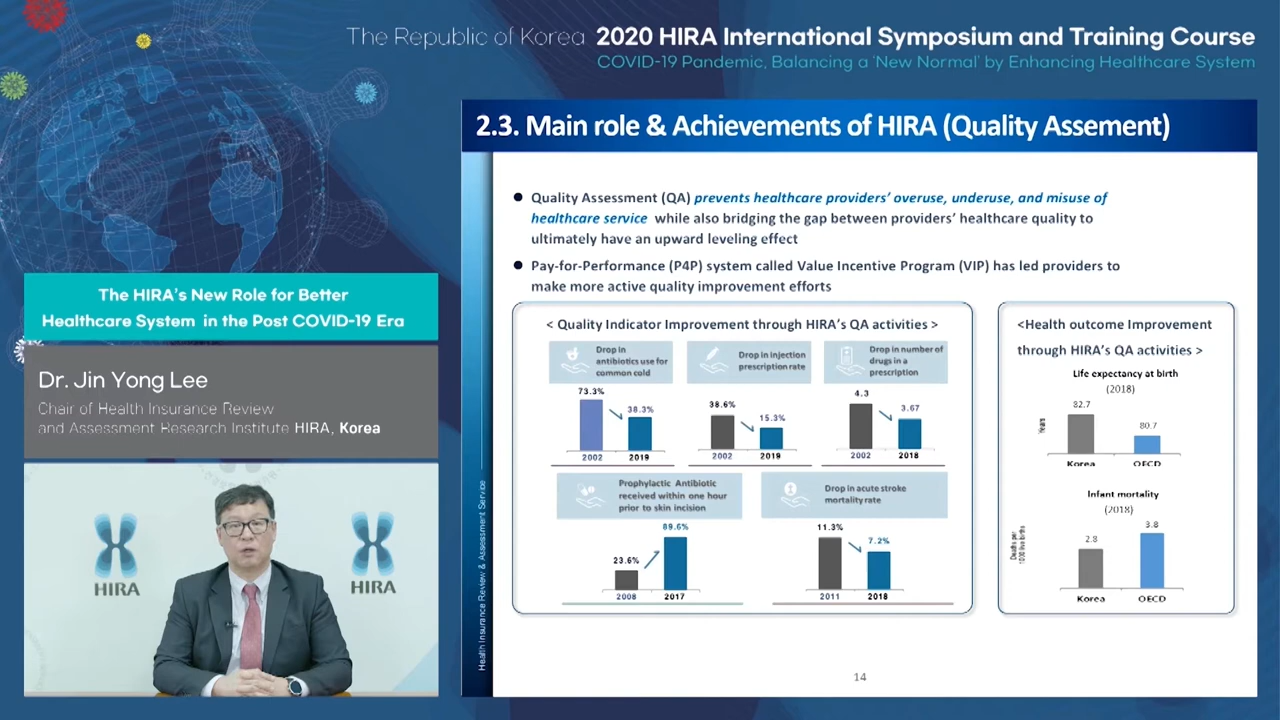 The Republic of Korea 2020 HIRA International Symposium and Training Course
COVID-19 Pandemic, Balancing a 'New Normal' by Enhancing Healthcare System
The HIRA's New Role for Better
Healthcare System in the Post COVID-19 Era
Dr. Jin Yong Lee
Chair of Health Insurance Review
and Assessment Research Institute HIRA, Korea
HIRA
HIRA
2.3. Main role & Achievements of HIRA (Quality Assement)
Health Insurance Review & Assessment Service
● Quality Assessment (QA) prevents healthcare providers' overuse, underuse, and misuse of
healthcare service while also bridging the gap between providers' healthcare quality to
ultimately have an upward leveling effect
● Pay-for-Performance (P4P) system called Value Incentive Program (VIP) has led providers to
make more active quality improvement efforts
< Quality Indicator Improvement through HIRA's QA activities >
Drop in
antibiotics use for
common cold
73.3%
38.3%
2002 2019
Drop in injection
prescription rate
38.6%
15.3%
2002 2019
Drop in number of
drugs in a
prescription
4.3
3.67
2002 2018
Prophylactic Antibiotic
received within one hour
prior to skin incision
23.6%
89.6%
2008 2017
Drop in acute stroke
mortality rate
11.3%
7.2%
2011 2018
<Health outcome Improvement
through HIRA's QA activities >
Life expectancy at birth
(2018)
Years
82.7
80.7
Korea OECD
Infant mortality
(2018)
Deaths per
1000 live births
2.8
3.8
Korea OECD
14